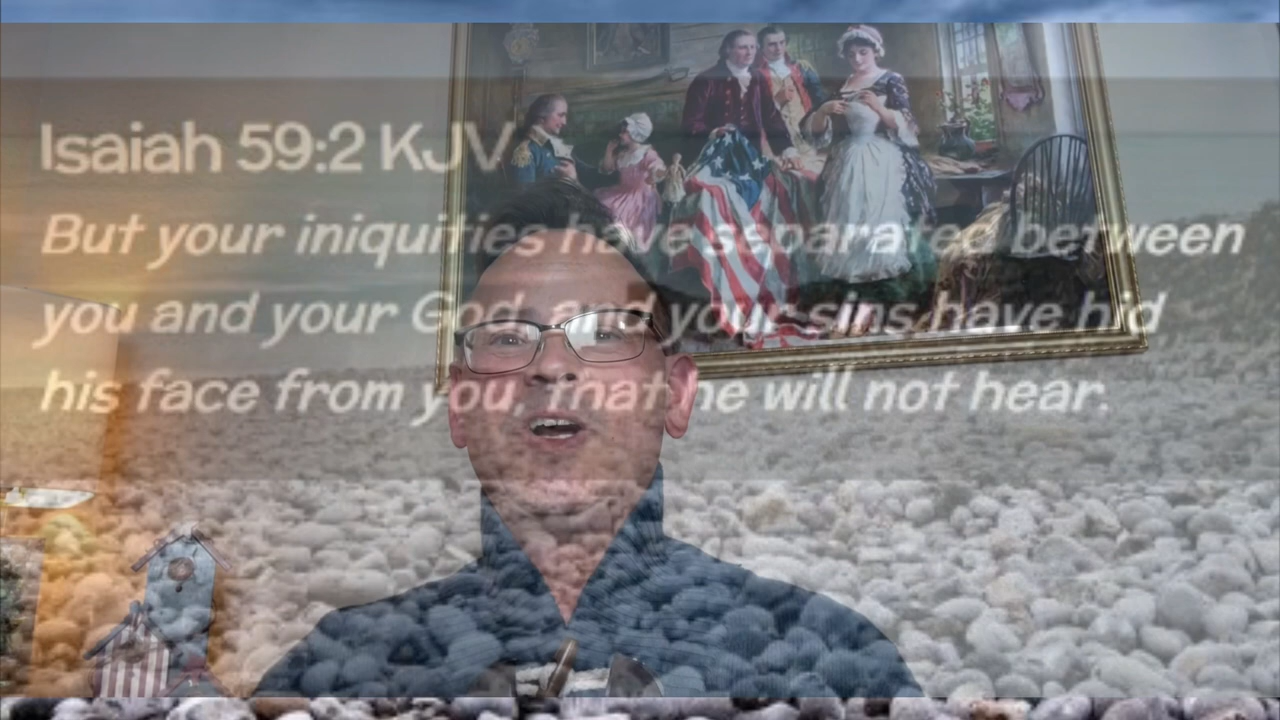 Isaiah 59:2 KJV
But your iniquities have separated between
you and your God, and your sins have hid
his face from you, that he will not hear.